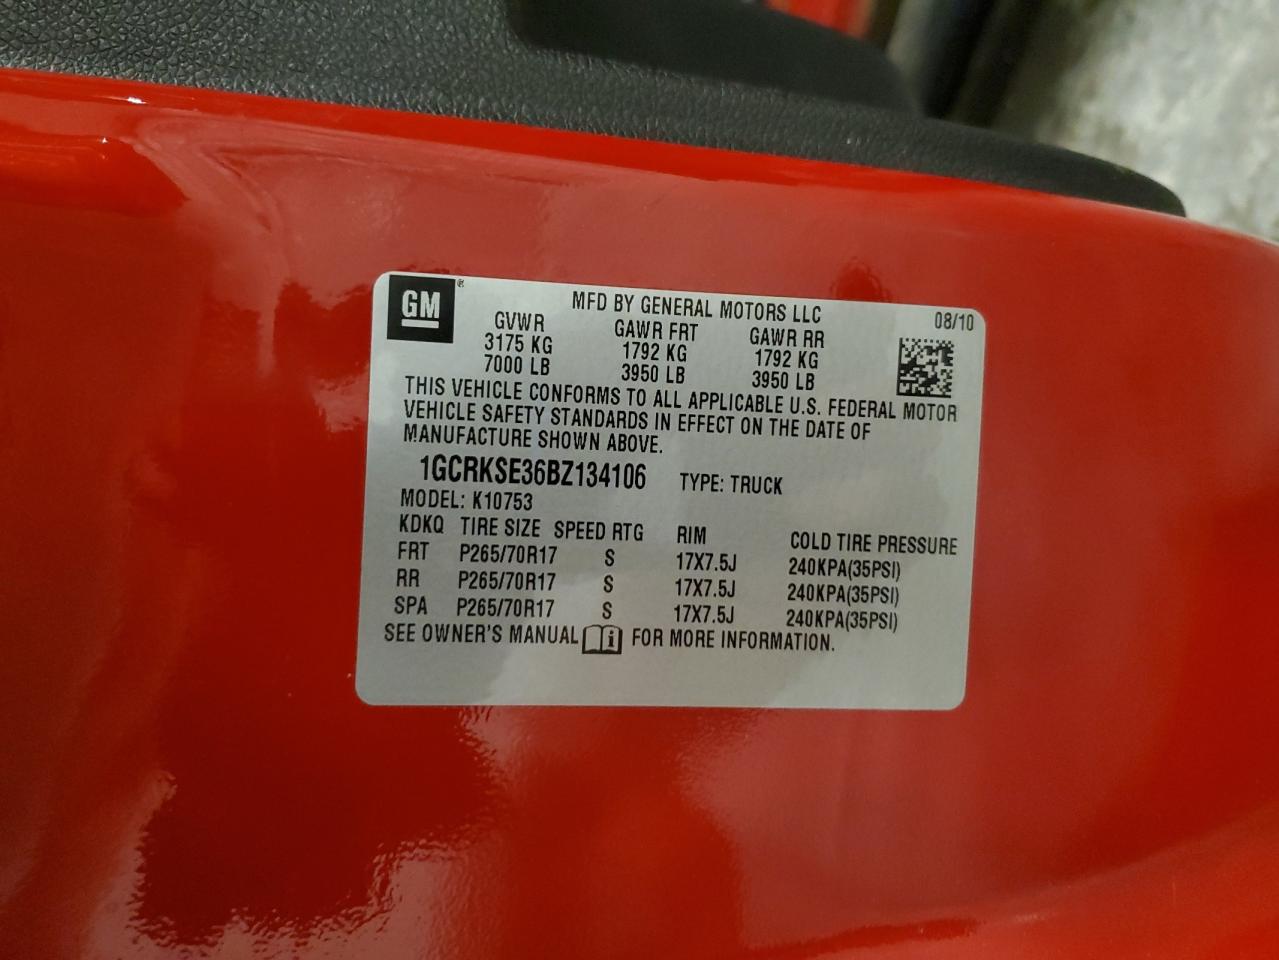 GM®
MFD BY GENERAL MOTORS LLC 08/10
GVWR GAWR FRT GAWR RR
3175 KG 1792 KG 1792 KG
7000 LB 3950 LB 3950 LB
THIS VEHICLE CONFORMS TO ALL APPLICABLE U.S. FEDERAL MOTOR
VEHICLE SAFETY STANDARDS IN EFFECT ON THE DATE OF
MANUFACTURE SHOWN ABOVE.
1GCRKSE36BZ134106 TYPE: TRUCK
MODEL: K10753
KDKQ TIRE SIZE SPEED RTG RIM COLD TIRE PRESSURE
FRT P265/70R17 S 17X7.5J 240KPA(35PSI)
RR P265/70R17 S 17X7.5J 240KPA(35PSI)
SPA P265/70R17 S 17X7.5J 240KPA(35PSI)
SEE OWNER'S MANUAL FOR MORE INFORMATION.